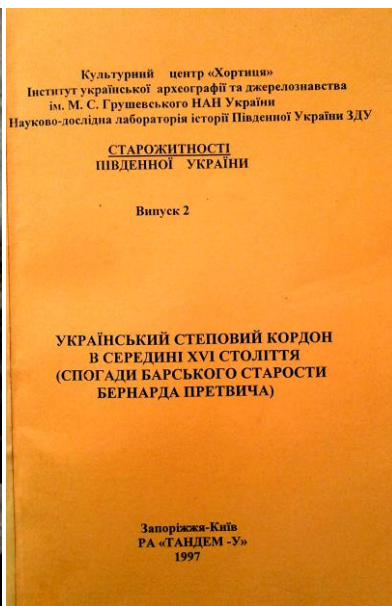 Культурний центр «Хортиця»
Інститут української археографії та джерелознавства
ім. М. С. Грушевського НАН України
Науково-дослідна лабораторія історії Південної України ЗДУ
СТАРОЖИТНОСТІ
ПІВДЕННОЇ УКРАЇНИ
Випуск 2
УКРАЇНСЬКИЙ СТЕПОВИЙ КОРДОН
В СЕРЕДИНІ XVI СТОЛІТТЯ
(СПОГАДИ БАРСЬКОГО СТАРОСТИ
БЕРНАРДА ПРЕТВИЧА)
Запоріжжя-Київ
РА «ТАНДЕМ -У»
1997